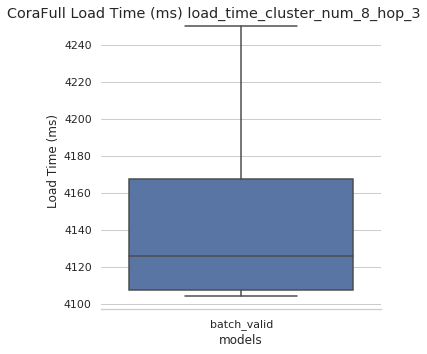 CoraFull Load Time (ms) load_time_cluster_num_8_hop_3
4240
4220
4200
4180
4160
4140
4120
4100
Load Time (ms)
batch_valid
models